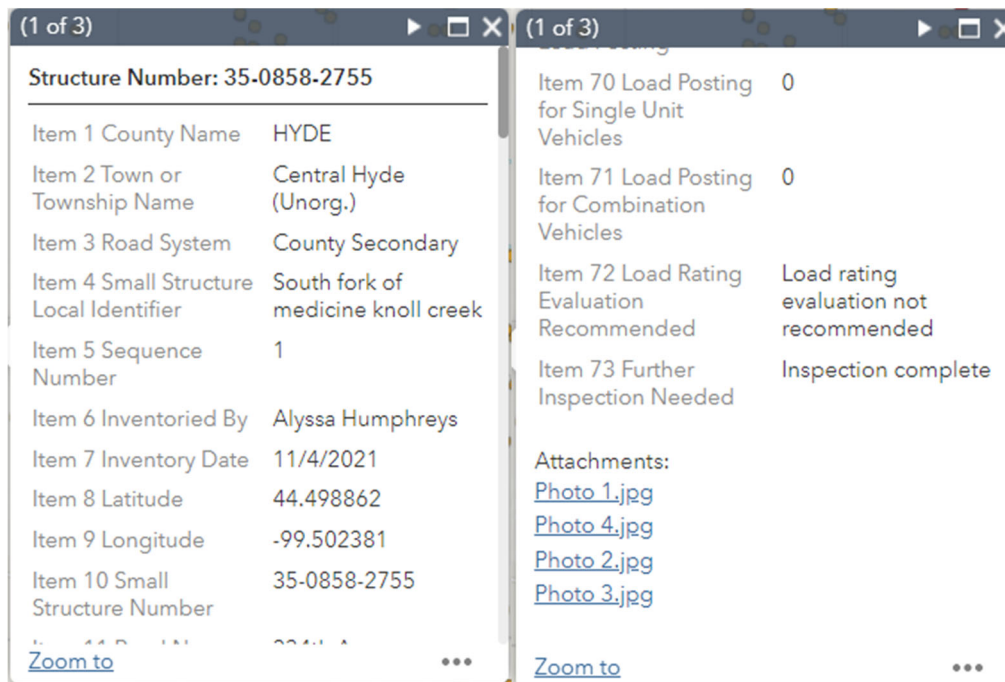 (1 of 3)
Structure Number: 35-0858-2755
Item 1 County Name HYDE
Item 2 Town or Central Hyde
Township Name (Unorg.)
Item 3 Road System County Secondary
Item 4 Small Structure South fork of
Local Identifier medicine knoll creek
Item 5 Sequence 1
Number
Item 6 Inventoried By Alyssa Humphreys
Item 7 Inventory Date 11/4/2021
Item 8 Latitude 44.498862
Item 9 Longitude -99.502381
Item 10 Small 35-0858-2755
Structure Number
Zoom to
(1 of 3)
Load Posting
Item 70 Load Posting 0
for Single Unit
Vehicles
Item 71 Load Posting 0
for Combination
Vehicles
Item 72 Load Rating Load rating
Evaluation evaluation not
Recommended recommended
Item 73 Further Inspection complete
Inspection Needed
Attachments:
Photo 1.jpg
Photo 4.jpg
Photo 2.jpg
Photo 3.jpg
Zoom to